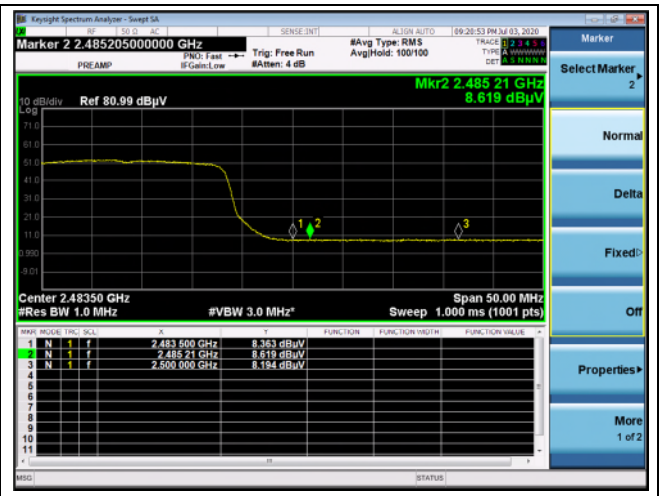 Keysight Spectrum Analyzer - Swept SA
RF 50 Ω AC SENSE:INT ALIGN AUTO 09:20:53 PM Jul 03, 2020
Marker 2 2.485205000000 GHz
PREAMP
PNO: Fast
IFGain:Low
Trig: Free Run
#Atten: 4 dB
#Avg Type: RMS
Avg|Hold: 100/100
TRACE 1 2 3 4 5 6
TYPE A WWWWW
DET A S N N N N
Mkr2 2.485 21 GHz
8.619 dBµV
10 dB/div Ref 80.99 dBµV
Log
71.0
61.0
51.0
41.0
31.0
21.0
11.0
0.990
-9.01
1
2
3
Center 2.48350 GHz Span 50.00 MHz
#Res BW 1.0 MHz #VBW 3.0 MHz* Sweep 1.000 ms (1001 pts)
MKR MODE TRC SCL X Y FUNCTION FUNCTION WIDTH FUNCTION VALUE
1 N 1 f 2.483 500 GHz 8.363 dBµV
2 N 1 f 2.485 21 GHz 8.619 dBµV
3 N 1 f 2.500 000 GHz 8.194 dBµV
4
5
6
7
8
9
10
11
MSG STATUS
Marker
Select Marker
2
Normal
Delta
Fixed
Off
Properties
More
1 of 2